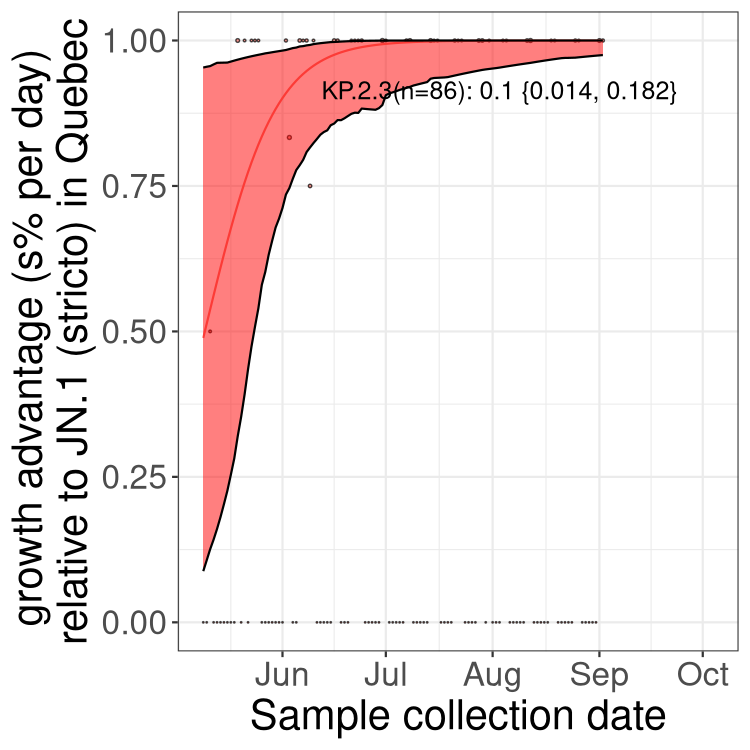 growth advantage (s% per day)
relative to JN.1 (stricto) in Quebec
1.00
0.75
0.50
0.25
0.00
KP.2.3(n=86): 0.1 {0.014, 0.182}
Jun Jul Aug Sep Oct
Sample collection date